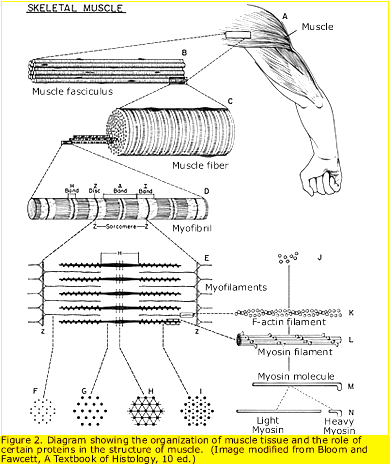 SKELETAL MUSCLE
A
Muscle
B
Muscle fasciculus
C
Muscle fiber
H Band
Z Disc
A Band
I Band
D
Z–Sarcomere–Z
Myofibril
H
E
Myofilaments
J
K
F-actin filament
L
Myosin filament
Z
Z
Myosin molecule
M
F
G
H
I
N
Light Myosin
Heavy Myosin
Figure 2. Diagram showing the organization of muscle tissue and the role of
certain proteins in the structure of muscle. (Image modified from Bloom and
Fawcett, A Textbook of Histology, 10 ed.)